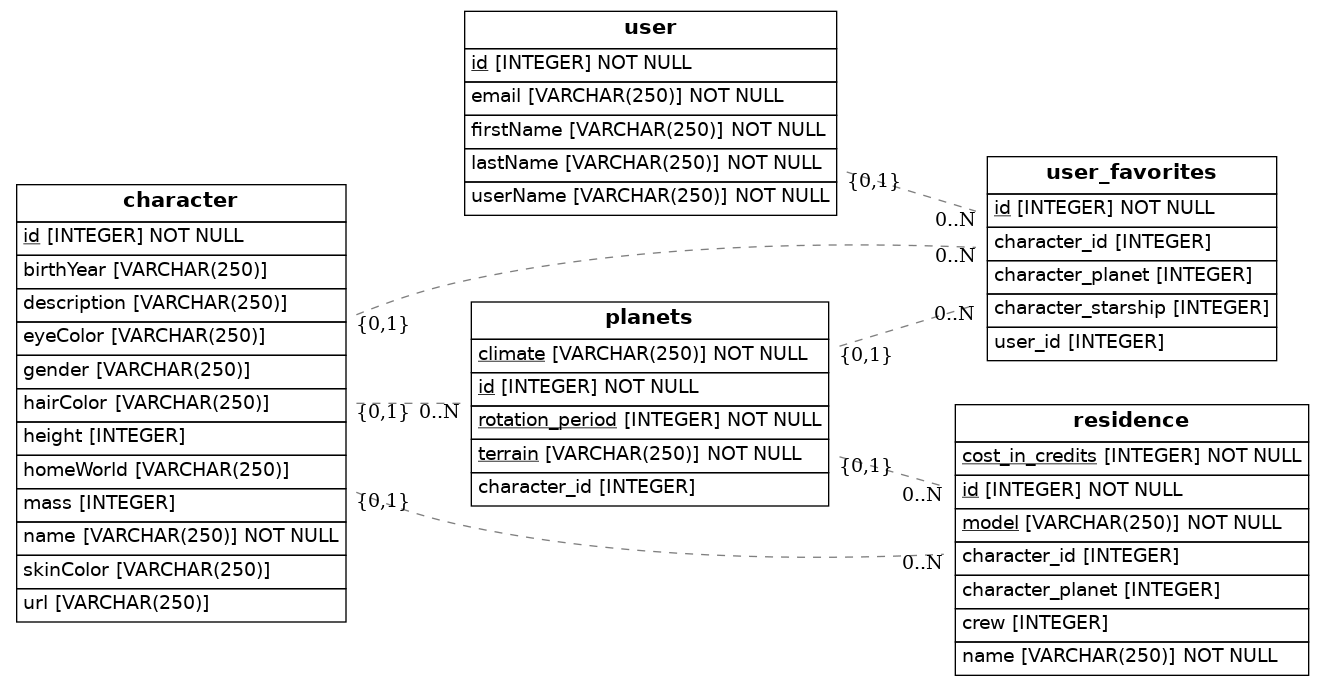 user
id [INTEGER] NOT NULL
email [VARCHAR(250)] NOT NULL
firstName [VARCHAR(250)] NOT NULL
lastName [VARCHAR(250)] NOT NULL
userName [VARCHAR(250)] NOT NULL
user_favorites
id [INTEGER] NOT NULL
character_id [INTEGER]
character_planet [INTEGER]
character_starship [INTEGER]
user_id [INTEGER]
character
id [INTEGER] NOT NULL
birthYear [VARCHAR(250)]
description [VARCHAR(250)]
eyeColor [VARCHAR(250)]
gender [VARCHAR(250)]
hairColor [VARCHAR(250)]
height [INTEGER]
homeWorld [VARCHAR(250)]
mass [INTEGER]
name [VARCHAR(250)] NOT NULL
skinColor [VARCHAR(250)]
url [VARCHAR(250)]
planets
climate [VARCHAR(250)] NOT NULL
id [INTEGER] NOT NULL
rotation_period [INTEGER] NOT NULL
terrain [VARCHAR(250)] NOT NULL
character_id [INTEGER]
residence
cost_in_credits [INTEGER] NOT NULL
id [INTEGER] NOT NULL
model [VARCHAR(250)] NOT NULL
character_id [INTEGER]
character_planet [INTEGER]
crew [INTEGER]
name [VARCHAR(250)] NOT NULL
{0,1}
0..N
0..N
{0,1}
0..N
{0,1}
{0,1}
0..N
{0,1}
0..N
{0,1}
0..N